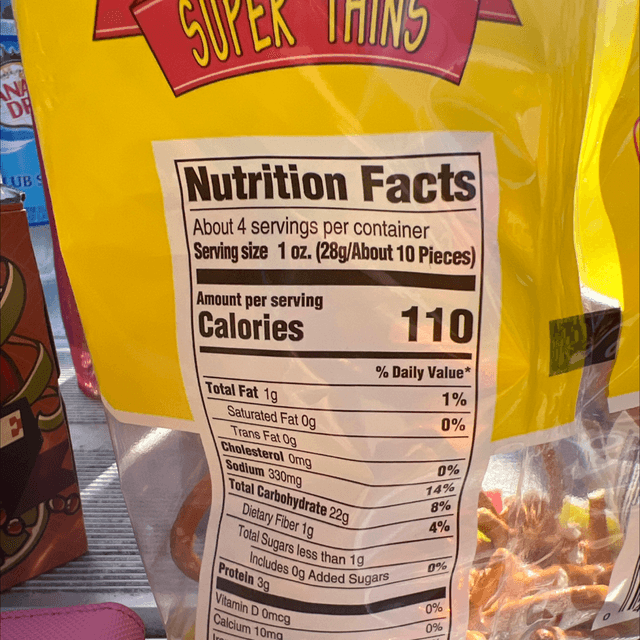 SUPER THINS
Nutrition Facts
About 4 servings per container
Serving size 1 oz. (28g/About 10 Pieces)
Amount per serving
Calories 110
% Daily Value*
Total Fat 1g 1%
Saturated Fat 0g 0%
Trans Fat 0g
Cholesterol 0mg 0%
Sodium 330mg 14%
Total Carbohydrate 22g 8%
Dietary Fiber 1g 4%
Total Sugars less than 1g
Includes 0g Added Sugars 0%
Protein 3g
Vitamin D 0mcg 0%
Calcium 10mg 0%